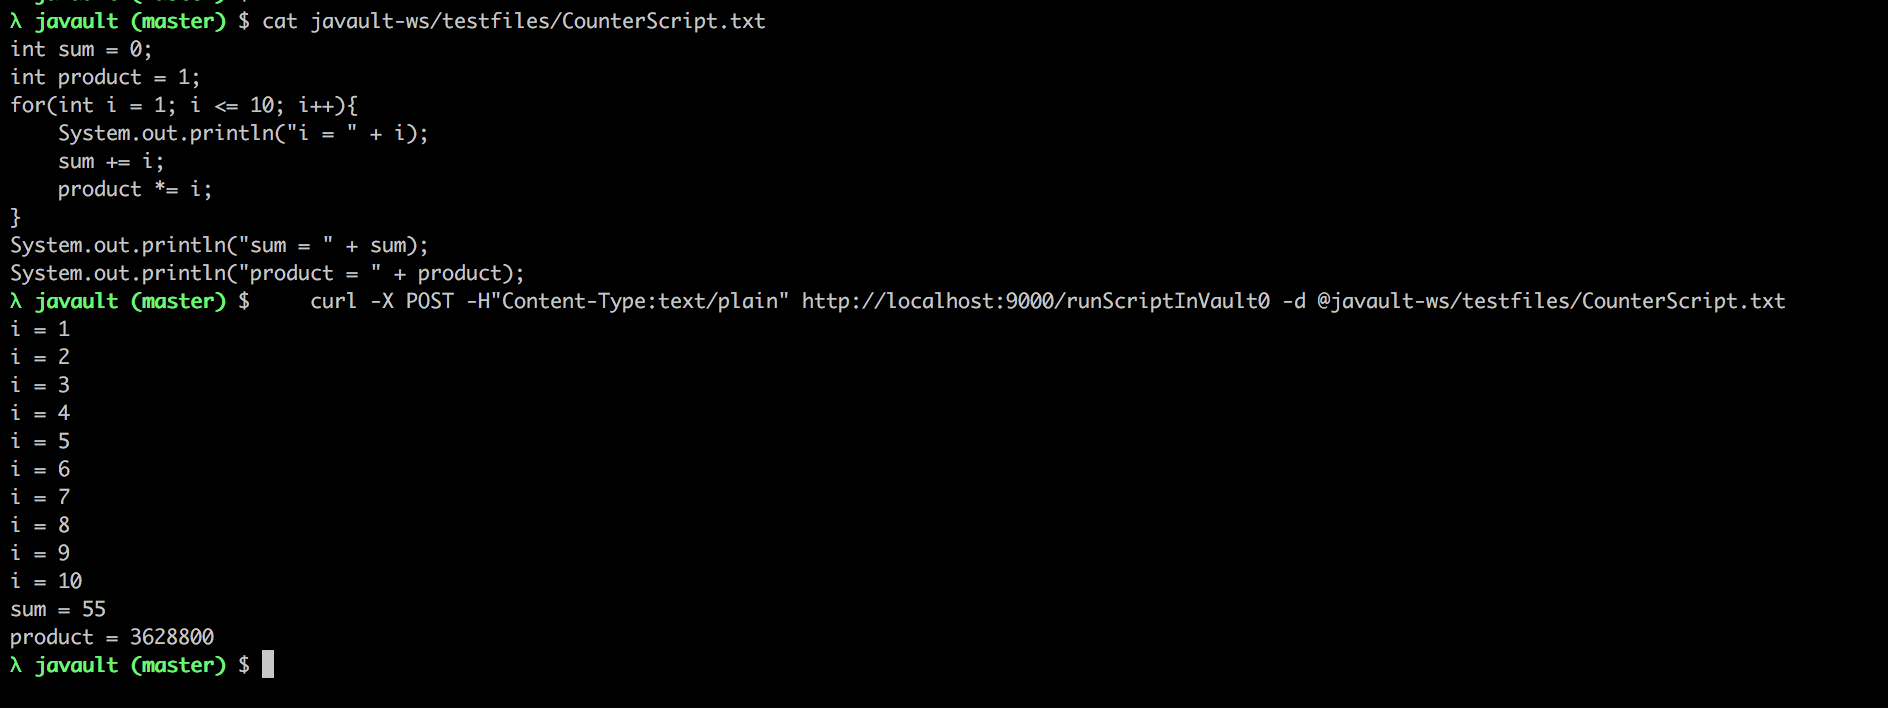 λ javault (master) $ cat javault-ws/testfiles/CounterScript.txt
int sum = 0;
int product = 1;
for(int i = 1; i <= 10; i++){
    System.out.println("i = " + i);
    sum += i;
    product *= i;
}
System.out.println("sum = " + sum);
System.out.println("product = " + product);
λ javault (master) $     curl -X POST -H"Content-Type:text/plain" http://localhost:9000/runScriptInVault0 -d @javault-ws/testfiles/CounterScript.txt
i = 1
i = 2
i = 3
i = 4
i = 5
i = 6
i = 7
i = 8
i = 9
i = 10
sum = 55
product = 3628800
λ javault (master) $